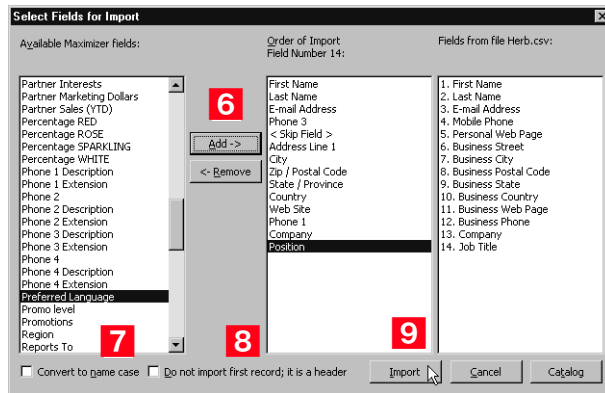 Select Fields for Import
Available Maximizer fields:
Order of Import
Field Number 14:
Fields from file Herb.csv:
Partner Interests
Partner Marketing Dollars
Partner Sales (YTD)
Percentage RED
Percentage ROSE
Percentage SPARKLING
Percentage WHITE
Phone 1 Description
Phone 1 Extension
Phone 2
Phone 2 Description
Phone 2 Extension
Phone 3 Description
Phone 3 Extension
Phone 4
Phone 4 Description
Phone 4 Extension
Preferred Language
Promo level
Promotions
Region
Reports To
6
Add ->
<- Remove
First Name
Last Name
E-mail Address
Phone 3
< Skip Field >
Address Line 1
City
Zip / Postal Code
State / Province
Country
Web Site
Phone 1
Company
Position
1. First Name
2. Last Name
3. E-mail Address
4. Mobile Phone
5. Personal Web Page
6. Business Street
7. Business City
8. Business Postal Code
9. Business State
10. Business Country
11. Business Web Page
12. Business Phone
13. Company
14. Job Title
7
8
9
Convert to name case
Do not import first record; it is a header
Import
Cancel
Catalog